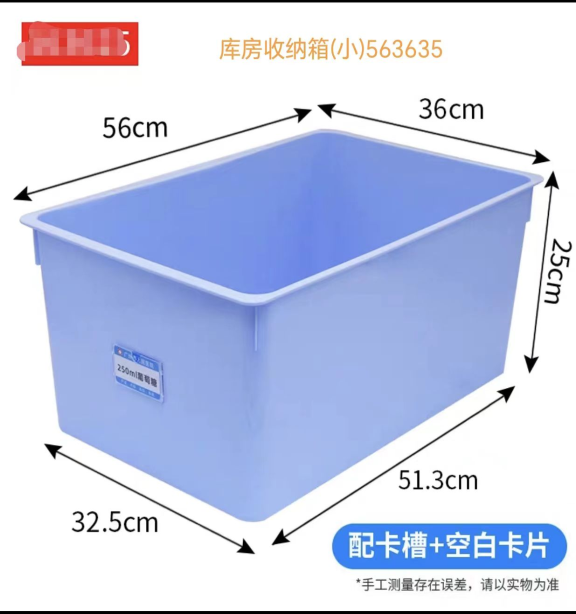 库房收纳箱(小)563635
56cm
36cm
25cm
250ml葡萄糖
51.3cm
32.5cm
配卡槽+空白卡片
*手工测量存在误差，请以实物为准